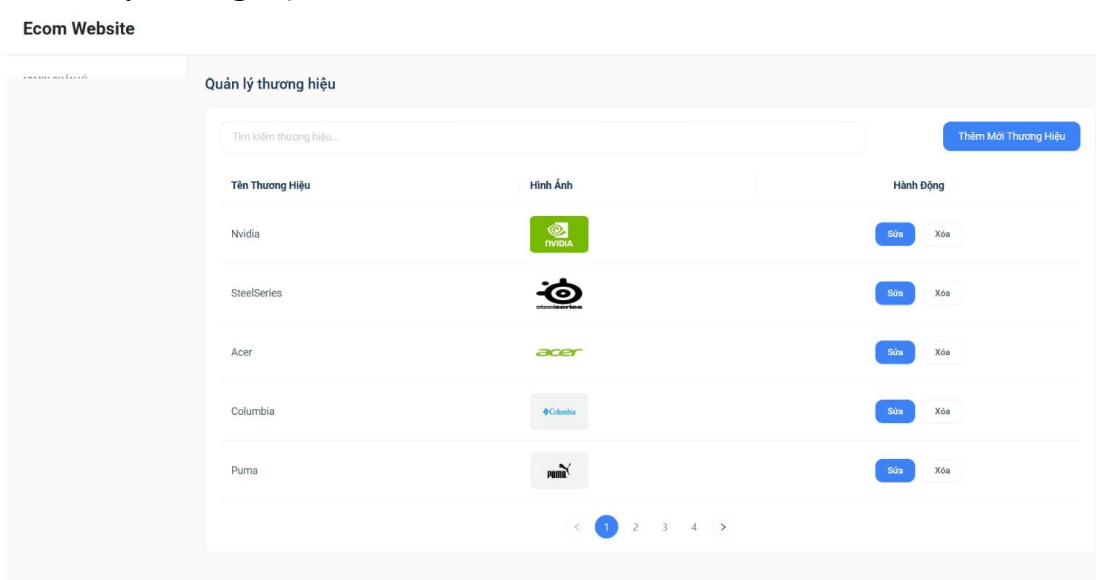 Ecom Website
Quản lý thương hiệu
Tìm kiếm thương hiệu...
Thêm Mới Thương Hiệu
Tên Thương Hiệu Hình Ảnh Hành Động
Nvidia NVIDIA Sửa Xóa
SteelSeries steelseries Sửa Xóa
Acer acer Sửa Xóa
Columbia Columbia Sửa Xóa
Puma PUMA Sửa Xóa
< 1 2 3 4 >